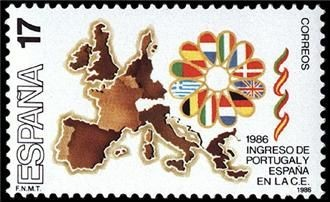 ESPAÑA 17
CORREOS
1986
INGRESO DE
PORTUGAL Y
ESPAÑA
EN LA C.E.
F.N.M.T.
1986